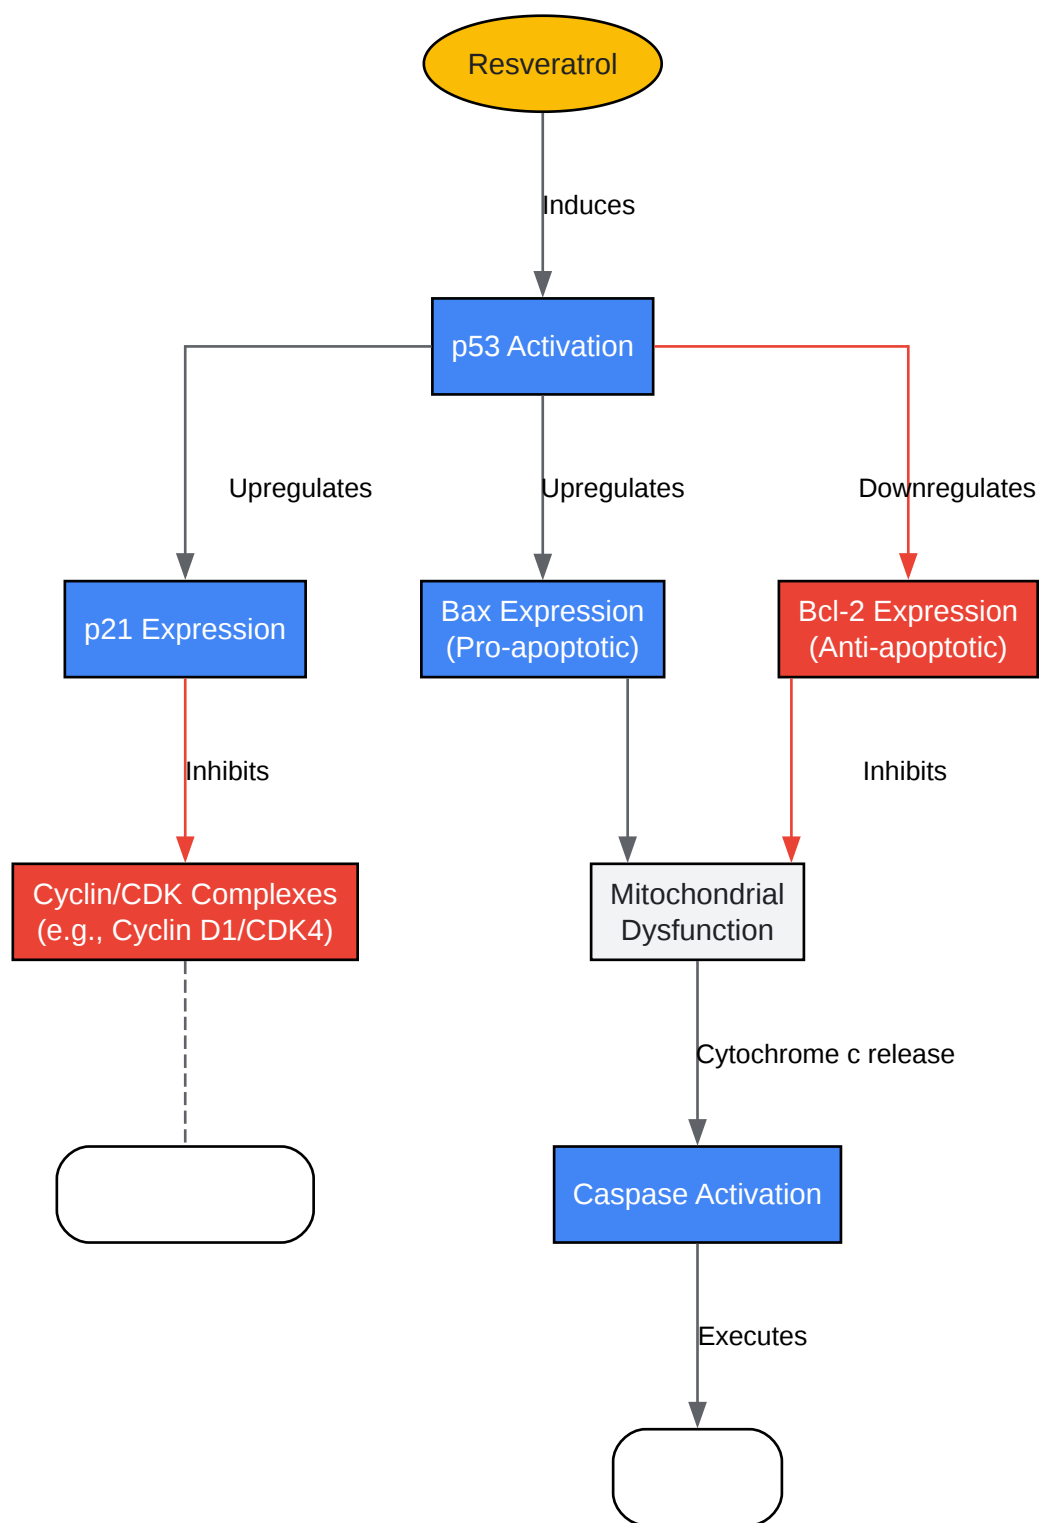 Resveratrol
Induces
p53 Activation
Upregulates
Upregulates
Downregulates
p21 Expression
Bax Expression
(Pro-apoptotic)
Bcl-2 Expression
(Anti-apoptotic)
Inhibits
Inhibits
Cyclin/CDK Complexes
(e.g., Cyclin D1/CDK4)
Mitochondrial
Dysfunction
Cytochrome c release
Caspase Activation
Executes